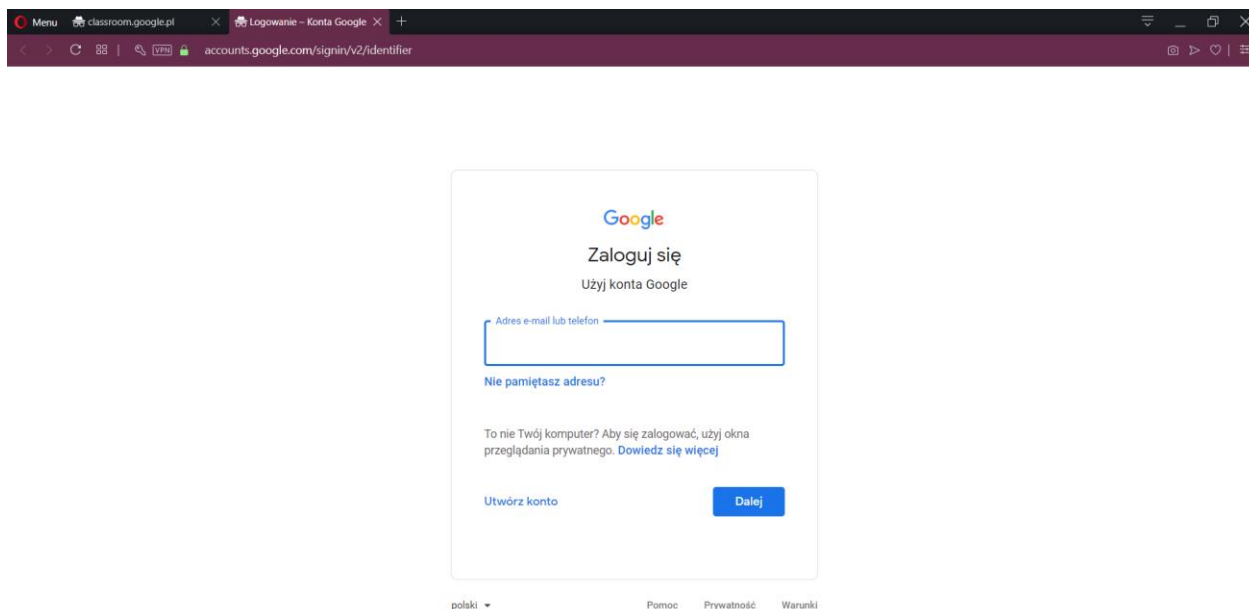 Menu classroom.google.pl Logowanie – Konta Google
VPN accounts.google.com/signin/v2/identifier
Google
Zaloguj się
Użyj konta Google
Adres e-mail lub telefon
Nie pamiętasz adresu?
To nie Twój komputer? Aby się zalogować, użyj okna
przeglądania prywatnego. Dowiedz się więcej
Utwórz konto Dalej
polski Pomoc Prywatność Warunki